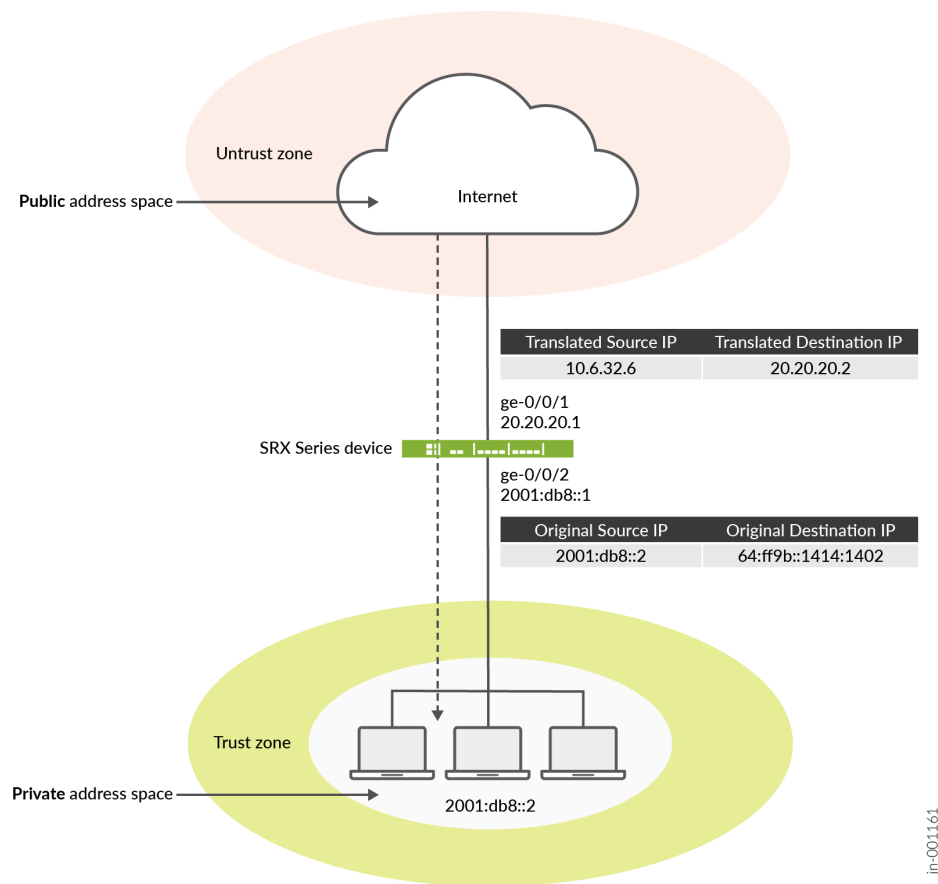 Untrust zone
Internet
Public address space
Translated Source IP Translated Destination IP
10.6.32.6 20.20.20.2
ge-0/0/1
20.20.20.1
SRX Series device
ge-0/0/2
2001:db8::1
Original Source IP Original Destination IP
2001:db8::2 64:ff9b::1414:1402
Trust zone
Private address space
2001:db8::2
in-001161